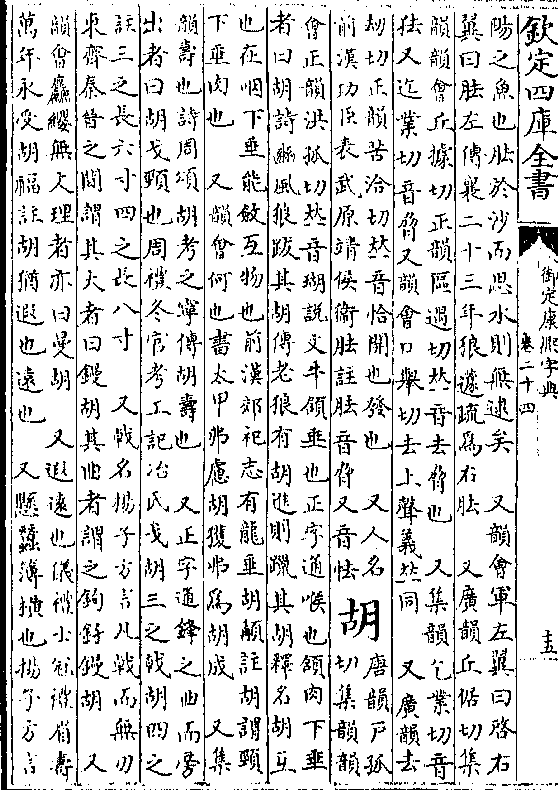 欽定四庫全書
御定康熙字典
卷二十四
十五
陽之魚也胠於沙而思水則無逮矣　又韻會軍左翼曰啓右
翼曰胠左傳襄二十三年狼蘧疏為右胠　又廣韻丘倨切集
韻韻會丘據切正韻區遇切𠀤音去脅也　又集韻乞業切音
㹤又迄業切音脅又韻會口舉切去上聲義𠀤同　又廣韻去
劫切正韻苦洽切𠀤音恰開也發也　又人名
前漢功臣表武原靖侯衛胠註胠音脅　又音怯
胡
唐韻戸孤
切集韻韻
會正韻洪孤切𠀤音瑚說文牛頷垂也正字通喉也頷肉下垂
者曰胡詩豳風狼跋其胡傳老狼有胡進則躐其胡釋名胡互
也在咽下垂能斂互物也前漢郊祀志有龍垂胡髯註胡謂頸
下垂肉也　又韻會何也書太甲弗慮胡獲弗為胡成　又集
韻壽也詩周頌胡考之寧傳胡壽也　又正字通鋒之曲而旁
出者曰胡戈頸也周禮冬官考工記冶氏戈胡三之戟胡四之
註三之長六寸四之長八寸　又戟名揚子方言凡戟而無刃
東齊秦晉之間謂其大者曰鏝胡其曲者謂之鉤釨鏝胡　又
韻會麤纓無文理者亦曰曼胡　又遐遠也儀禮士冠禮眉壽
萬年永受胡福註胡猶遐也遠也　又懸蠶薄橫也揚子方言